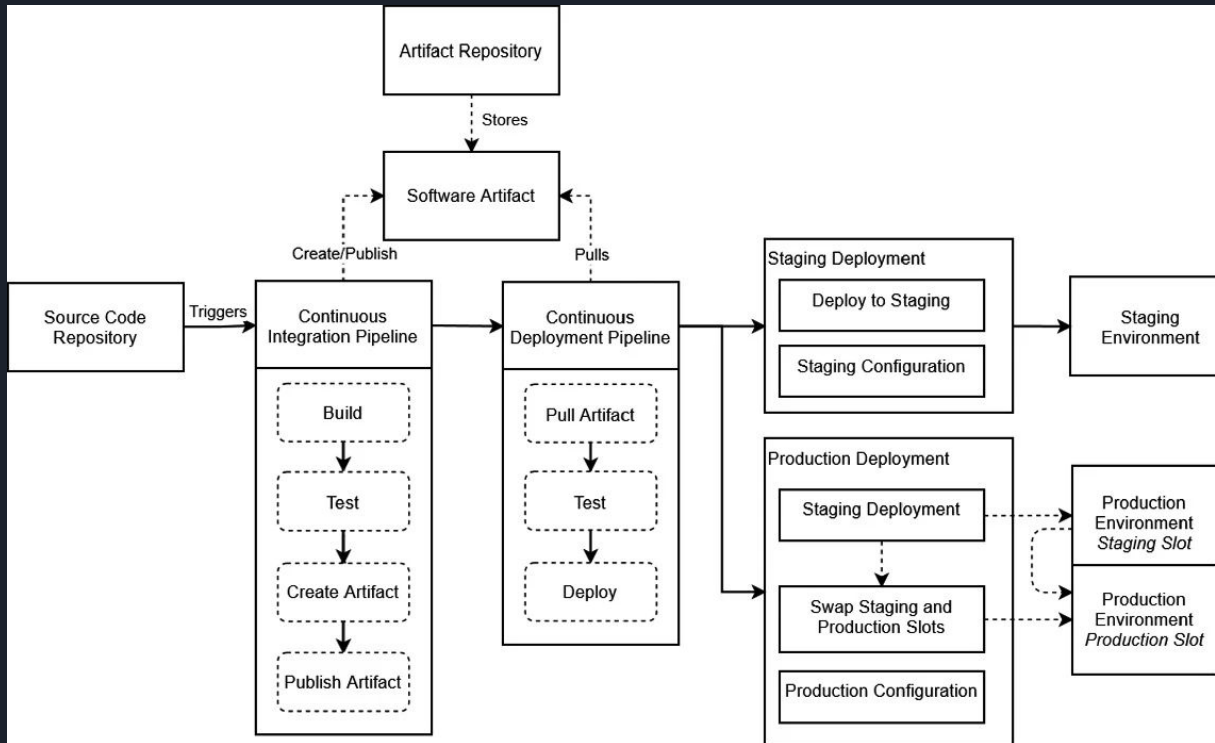 Artifact Repository
Stores
Software Artifact
Create/Publish
Pulls
Source Code
Repository
Triggers
Continuous
Integration Pipeline
Build
Test
Create Artifact
Publish Artifact
Continuous
Deployment Pipeline
Pull Artifact
Test
Deploy
Staging Deployment
Deploy to Staging
Staging Configuration
Staging
Environment
Production Deployment
Staging Deployment
Swap Staging and
Production Slots
Production Configuration
Production
Environment
Staging Slot
Production
Environment
Production Slot